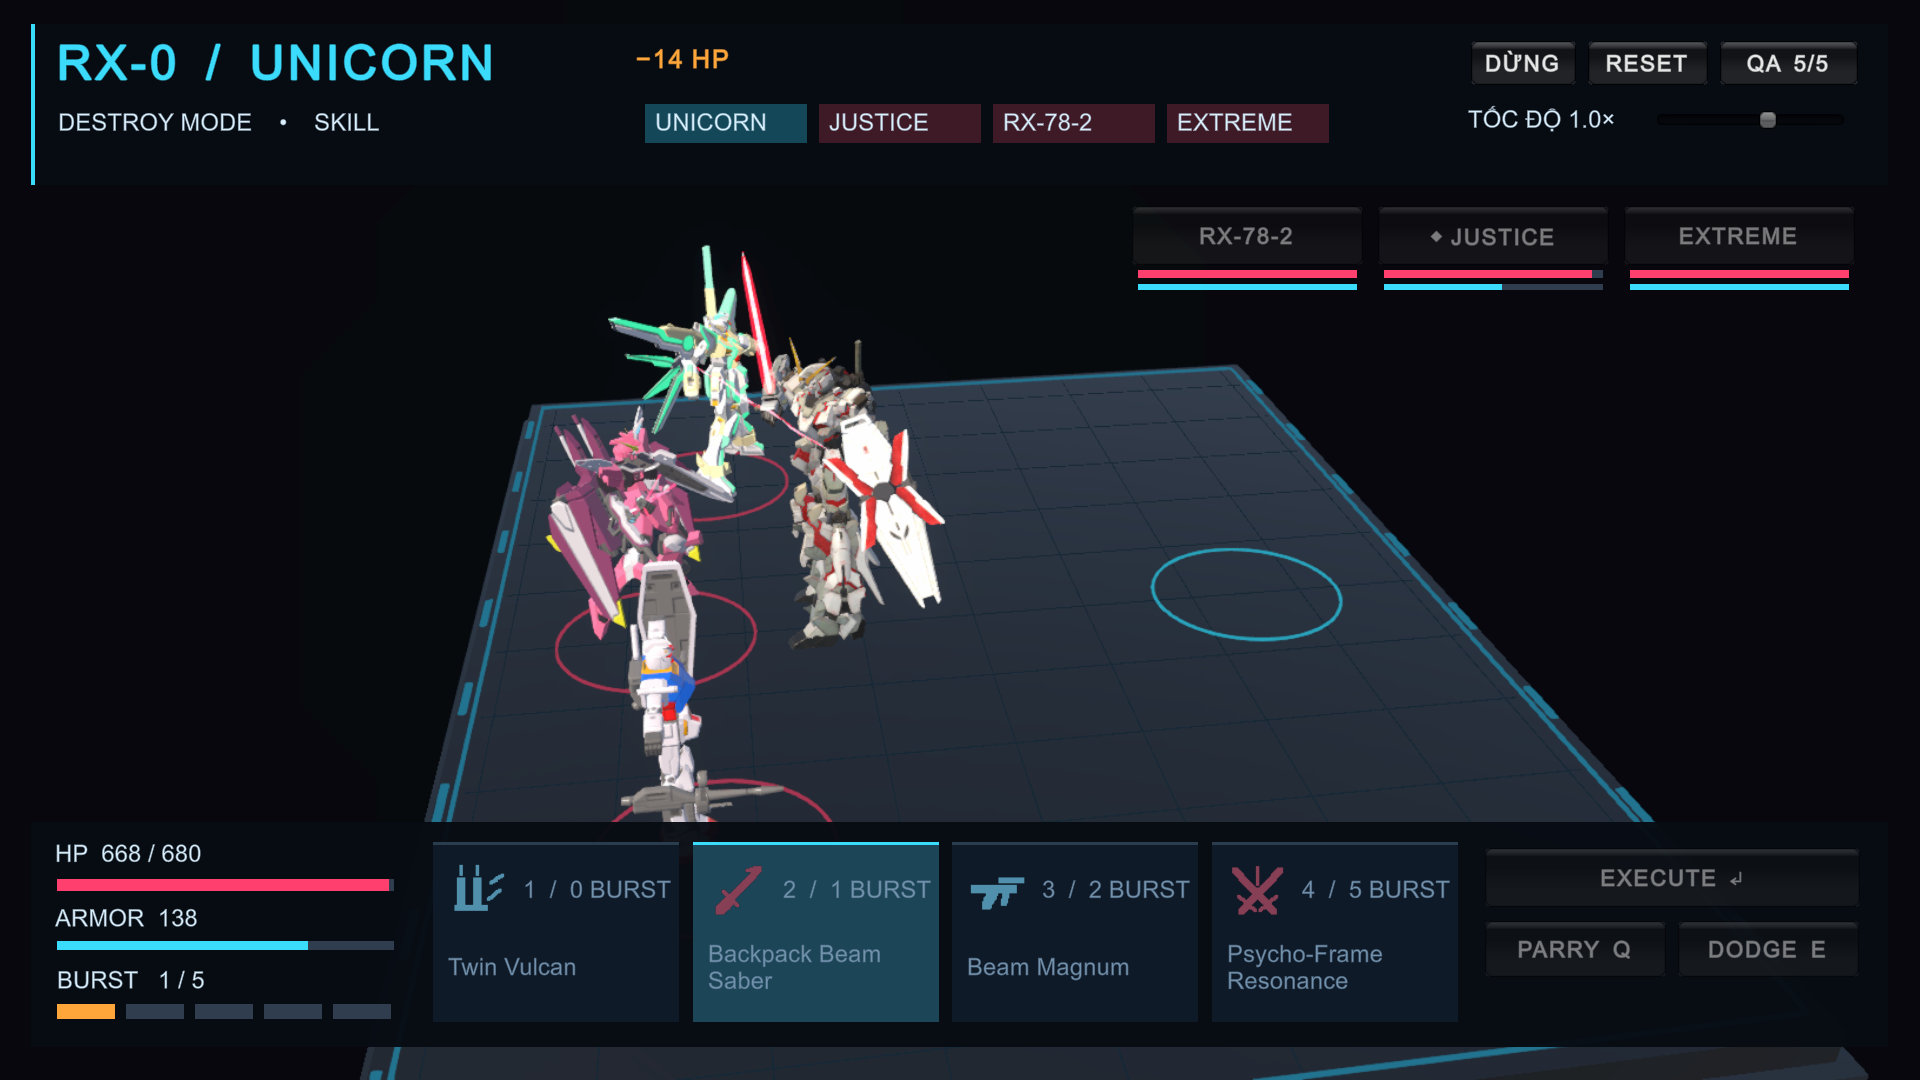 RX-0 / UNICORN
DESTROY MODE • SKILL
−14 HP
UNICORN
JUSTICE
RX-78-2
EXTREME
DỪNG
RESET
QA 5/5
TỐC ĐỘ 1.0×
RX-78-2
◆ JUSTICE
EXTREME
HP 668 / 680
ARMOR 138
BURST 1 / 5
1 / 0 BURST
Twin Vulcan
2 / 1 BURST
Backpack Beam
Saber
3 / 2 BURST
Beam Magnum
4 / 5 BURST
Psycho-Frame
Resonance
EXECUTE ↲
PARRY Q
DODGE E